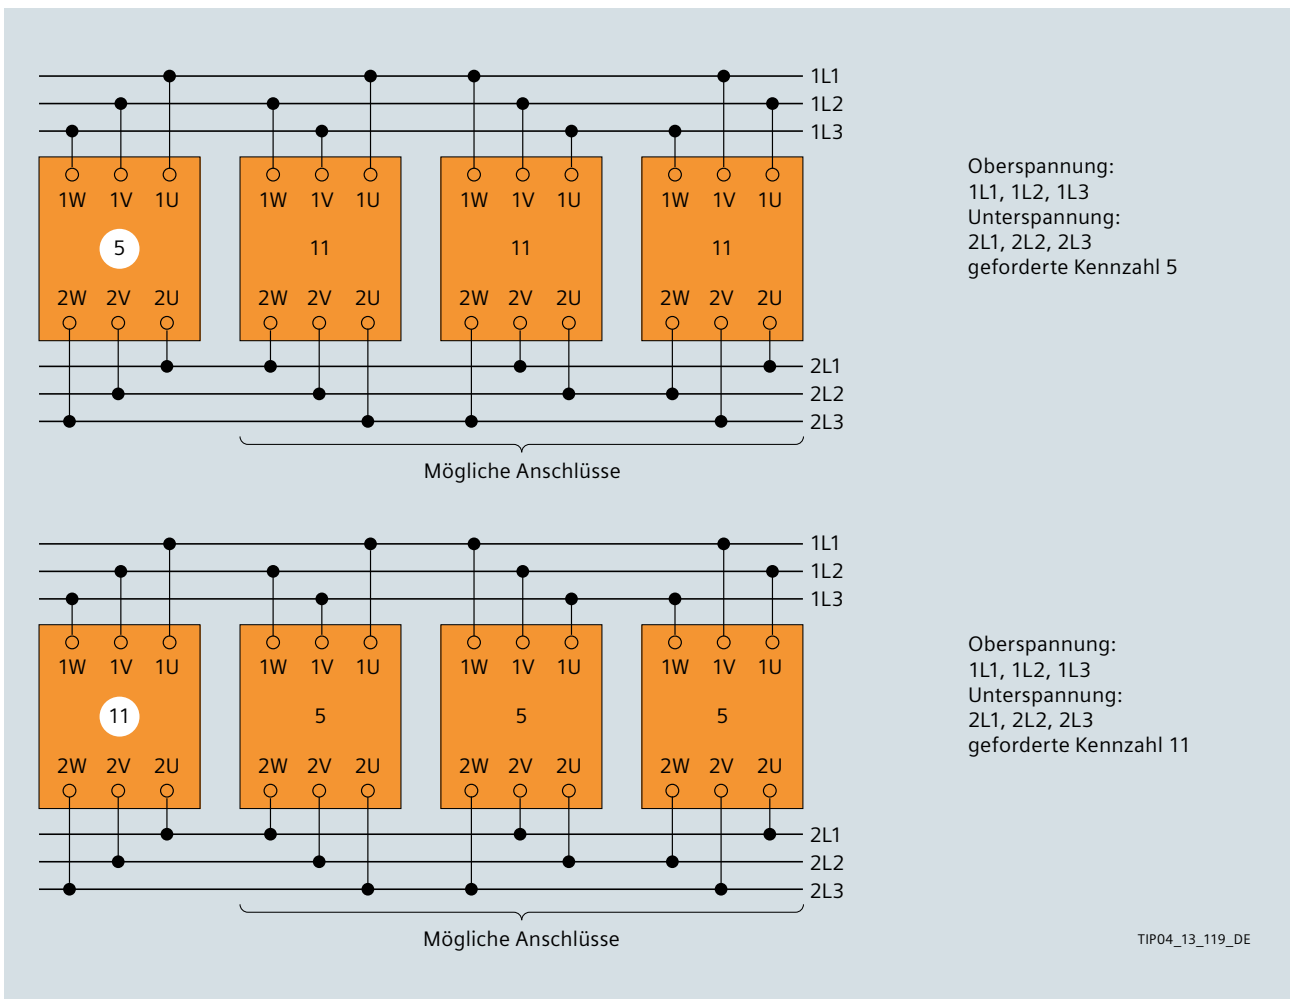 1L1
1L2
1L3
1W 1V 1U
1W 1V 1U
1W 1V 1U
1W 1V 1U
5
11
11
11
2W 2V 2U
2W 2V 2U
2W 2V 2U
2W 2V 2U
2L1
2L2
2L3
Mögliche Anschlüsse
Oberspannung:
1L1, 1L2, 1L3
Unterspannung:
2L1, 2L2, 2L3
geforderte Kennzahl 5
1L1
1L2
1L3
1W 1V 1U
1W 1V 1U
1W 1V 1U
1W 1V 1U
11
5
5
5
2W 2V 2U
2W 2V 2U
2W 2V 2U
2W 2V 2U
2L1
2L2
2L3
Mögliche Anschlüsse
Oberspannung:
1L1, 1L2, 1L3
Unterspannung:
2L1, 2L2, 2L3
geforderte Kennzahl 11
TIP04_13_119_DE